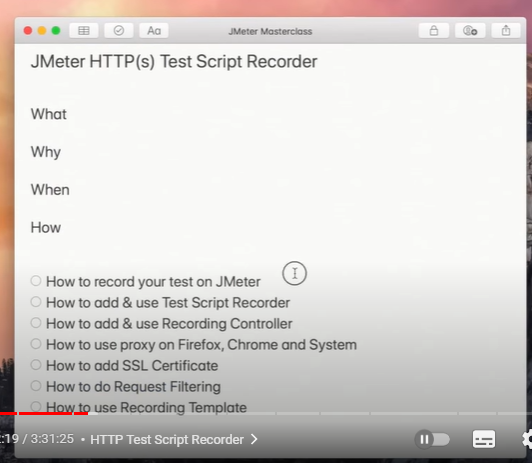 Aa
JMeter Masterclass
JMeter HTTP(s) Test Script Recorder
What
Why
When
How
How to record your test on JMeter
How to add & use Test Script Recorder
How to add & use Recording Controller
How to use proxy on Firefox, Chrome and System
How to add SSL Certificate
How to do Request Filtering
How to use Recording Template
:19 / 3:31:25 • HTTP Test Script Recorder